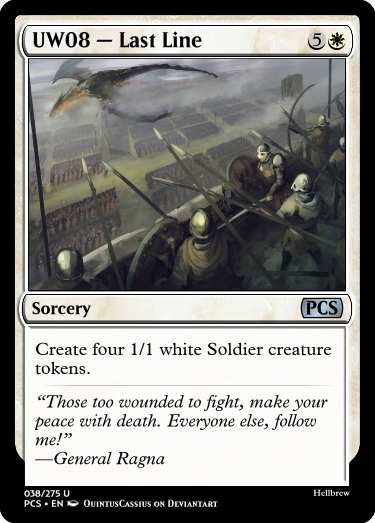 UW08 — Last Line 5
Sorcery PCS
Create four 1/1 white Soldier creature
tokens.
“Those too wounded to fight, make your
peace with death. Everyone else, follow
me!”
—General Ragna
038/275 U Hellbrew
PCS • EN QuintusCassius on Deviantart